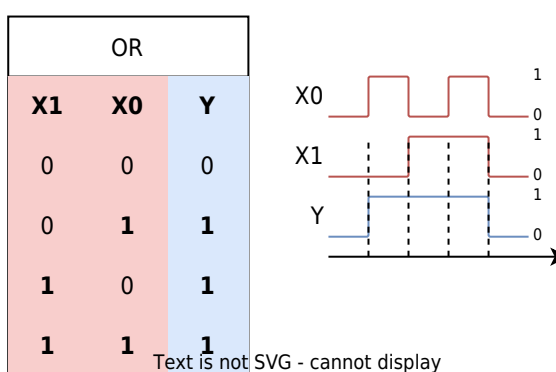 OR
X1 X0 Y
0 0 0
0 1 1
1 0 1
1 1 1
X0 1
0
X1 1
0
Y 1
0
Text is not SVG - cannot display